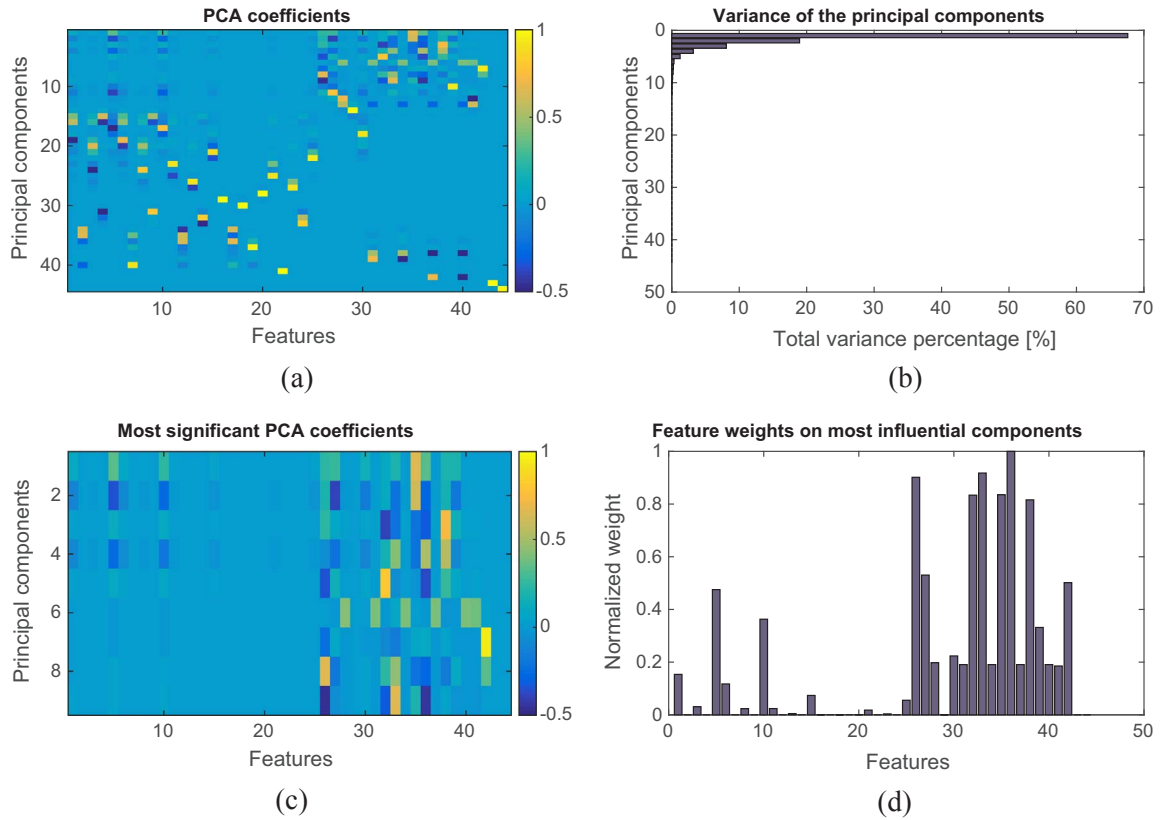 PCA coefficients
1
0.5
0
-0.5
10
20
30
40
Principal components
10 20 30 40
Features
(a)
Variance of the principal components
0
10
20
30
40
50
Principal components
0 10 20 30 40 50 60 70
Total variance percentage [%]
(b)
Most significant PCA coefficients
1
0.5
0
-0.5
2
4
6
8
Principal components
10 20 30 40
Features
(c)
Feature weights on most influential components
1
0.8
0.6
0.4
0.2
0
Normalized weight
0 10 20 30 40 50
Features
(d)